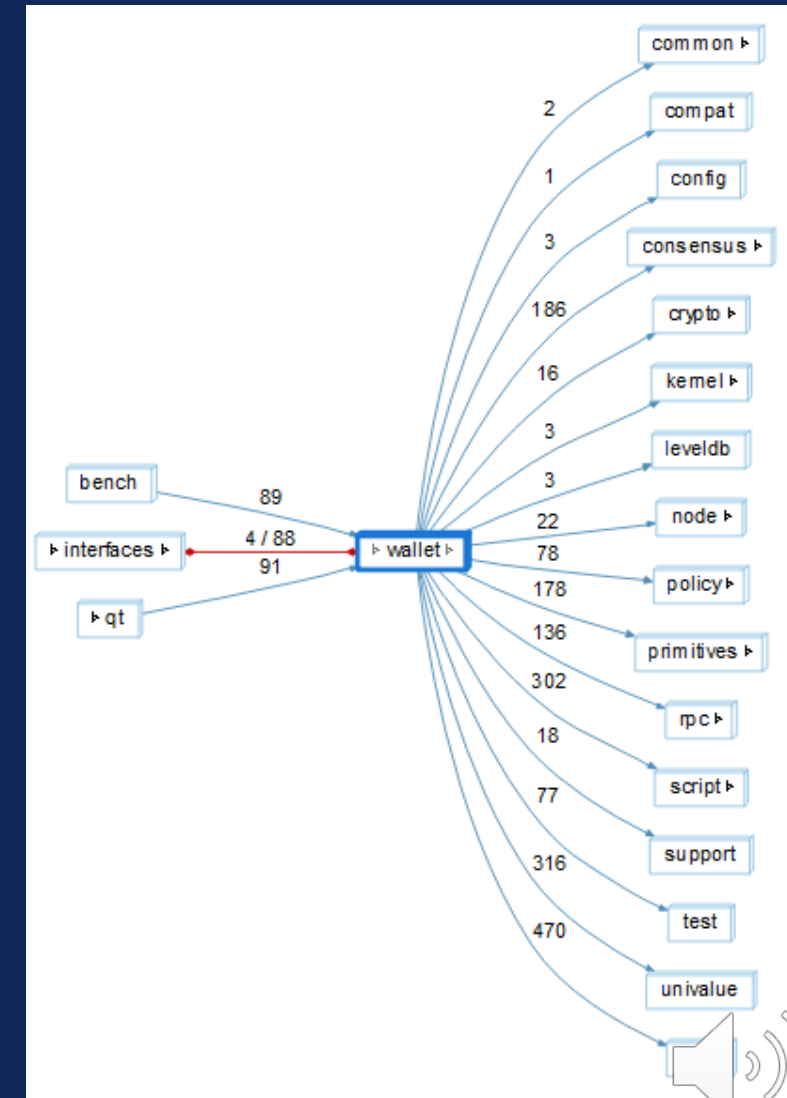 common
2
compat
1
config
3
consensus
186
crypto
16
kernel
3
leveldb
3
bench
89
node
22
interfaces
4 / 88
wallet
78
policy
91
qt
178
primitives
136
rpc
302
script
18
support
77
test
316
univalue
470